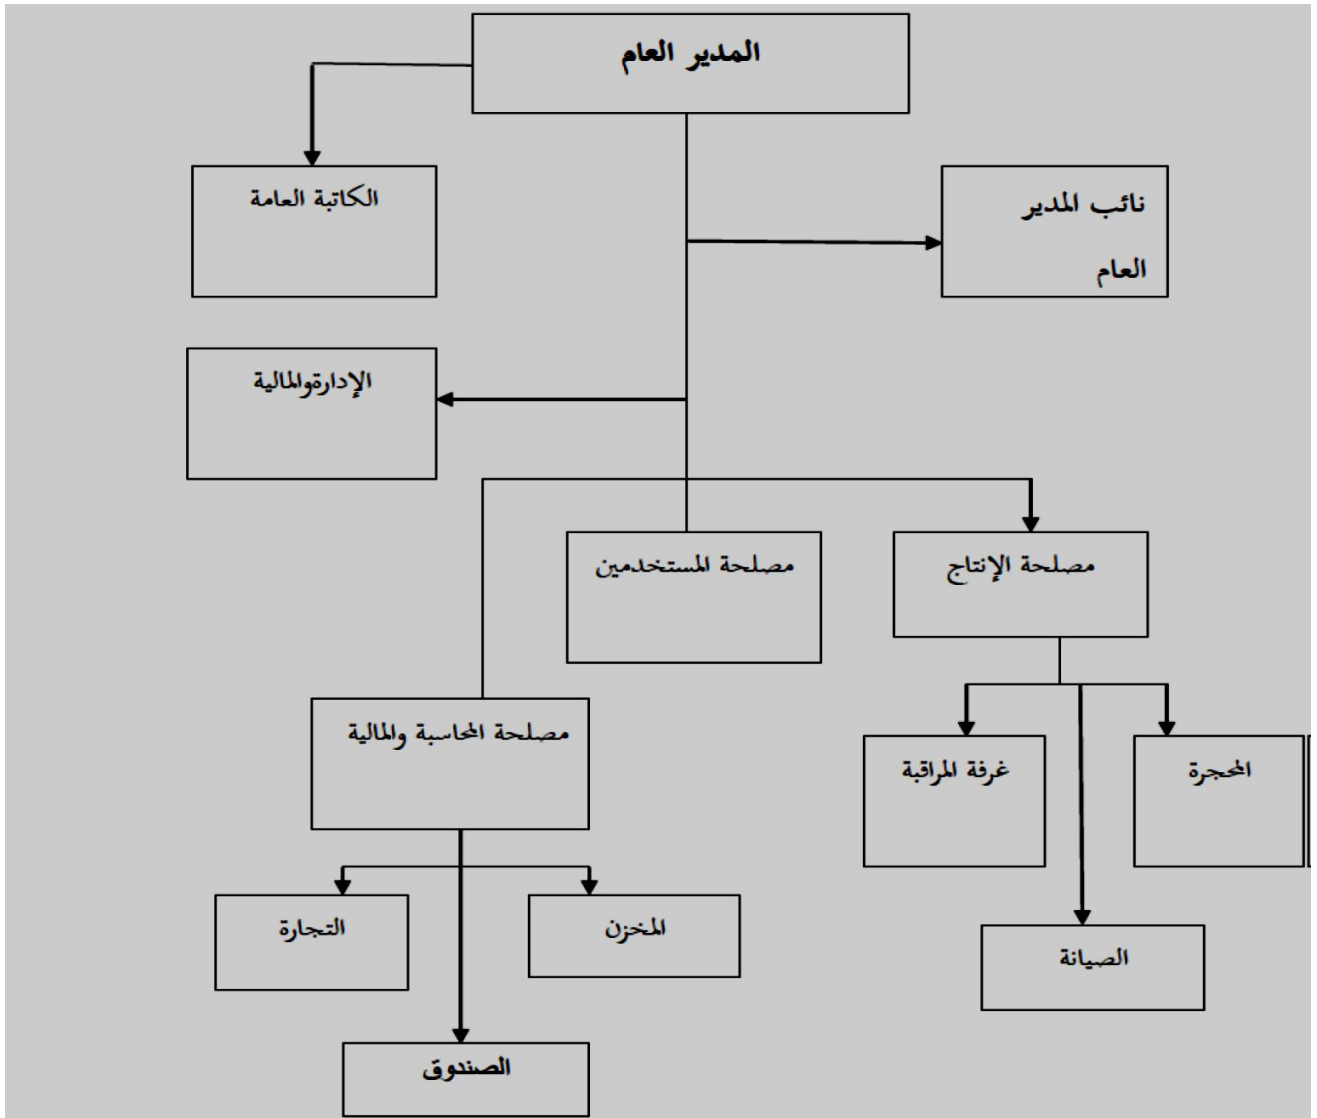 المدير العام
الكاتبة العامة
نائب المدير
العام
الإدارةوالمالية
مصلحة المستخدمين
مصلحة الإنتاج
مصلحة المحاسبة والمالية
غرفة المراقبة
المحجرة
التجارة
المخزن
الصيانة
الصندوق